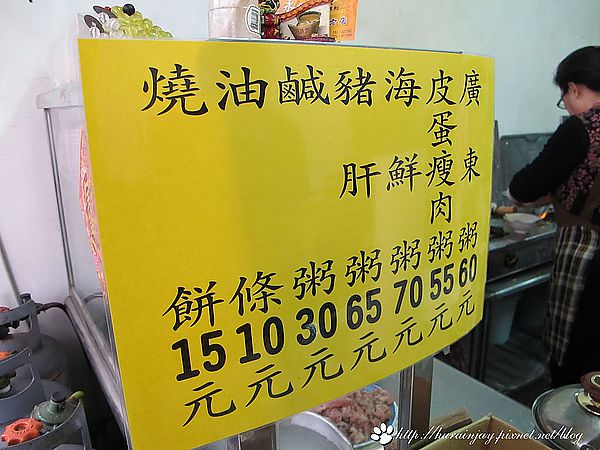 廣東粥60元
皮蛋瘦肉粥55元
海鮮粥70元
豬肝粥65元
鹹粥30元
油條10元
燒餅15元
http://hurainjay.pixnet.net/blog